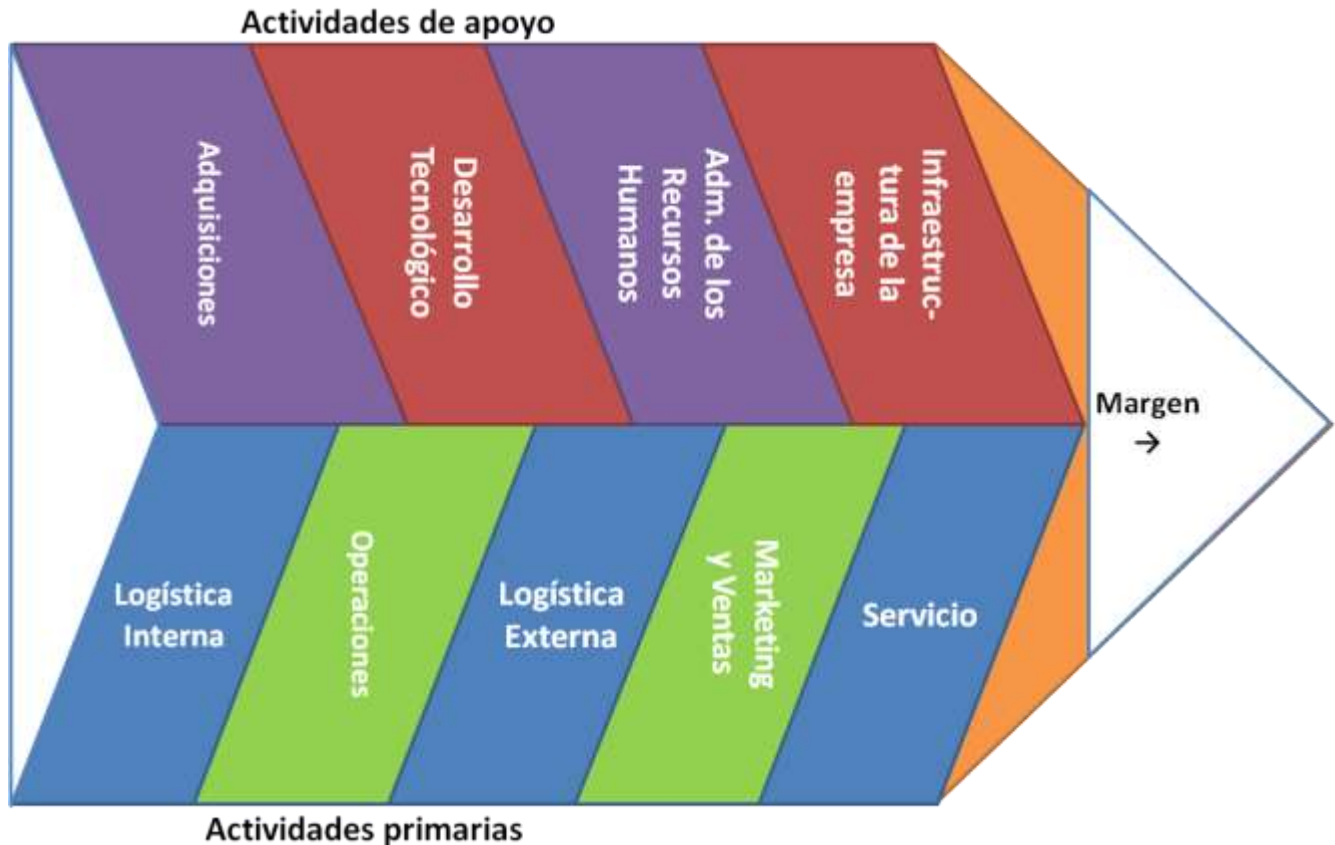 Actividades de apoyo
Adquisiciones
Desarrollo
Tecnológico
Adm. de los
Recursos
Humanos
Infraestruc-
tura de la
empresa
Margen
→
Logística
Interna
Operaciones
Logística
Externa
Marketing
y Ventas
Servicio
Actividades primarias